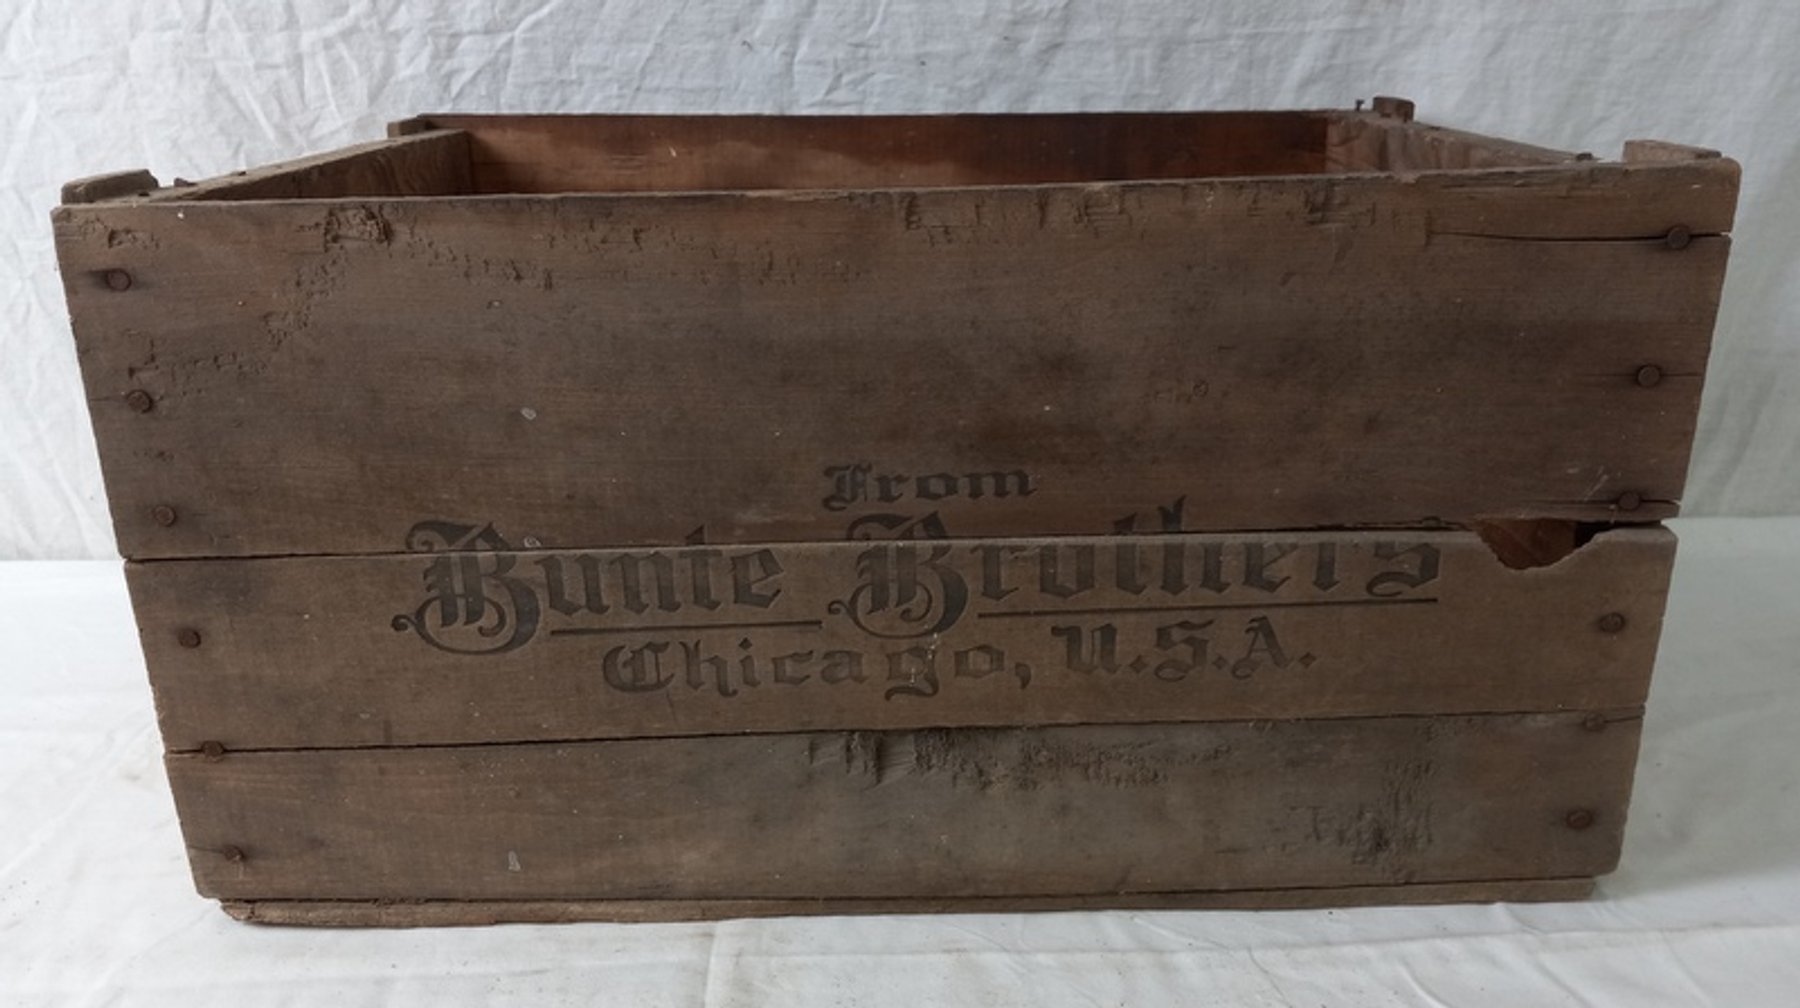 From
Bunte Brothers
Chicago, U.S.A.